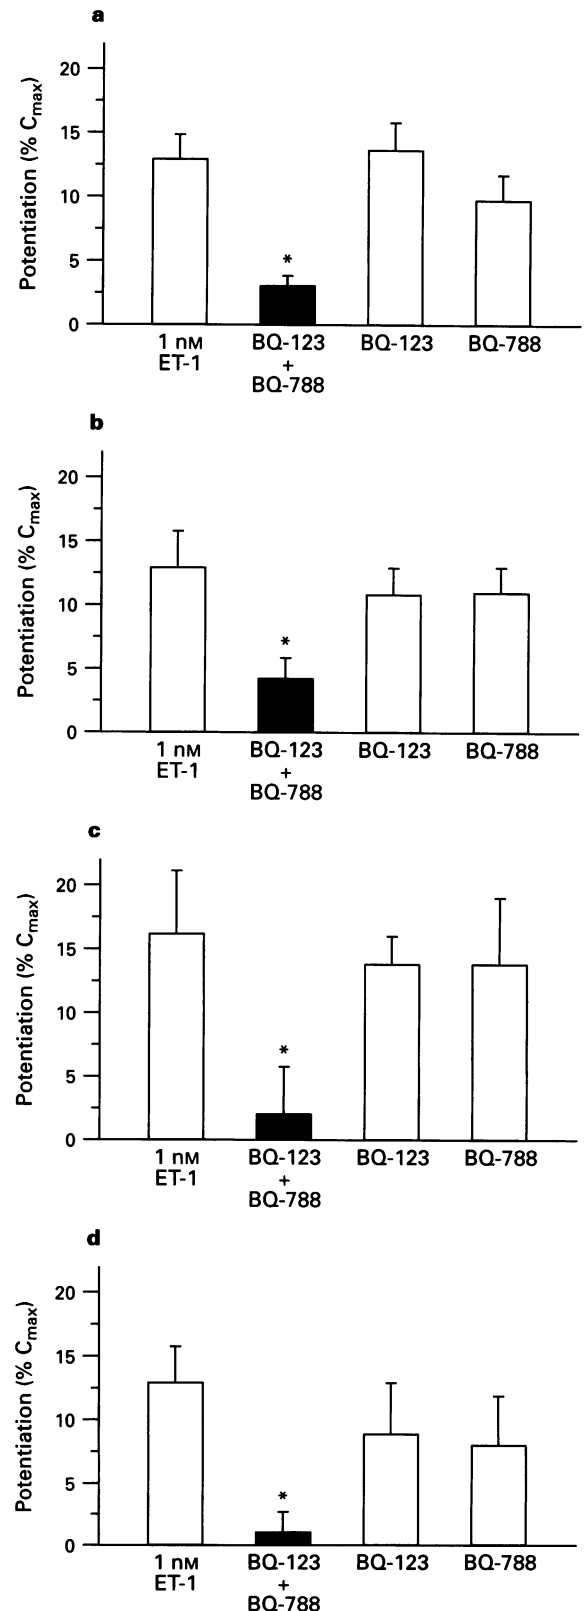 a
Potentiation (% Cmax)
20
15
10
5
0
*
1 nM BQ-123 BQ-123 BQ-788
ET-1 +
BQ-788
b
Potentiation (% Cmax)
20
15
10
5
0
*
1 nM BQ-123 BQ-123 BQ-788
ET-1 +
BQ-788
c
Potentiation (% Cmax)
20
15
10
5
0
*
1 nM BQ-123 BQ-123 BQ-788
ET-1 +
BQ-788
d
Potentiation (% Cmax)
20
15
10
5
0
*
1 nM BQ-123 BQ-123 BQ-788
ET-1 +
BQ-788